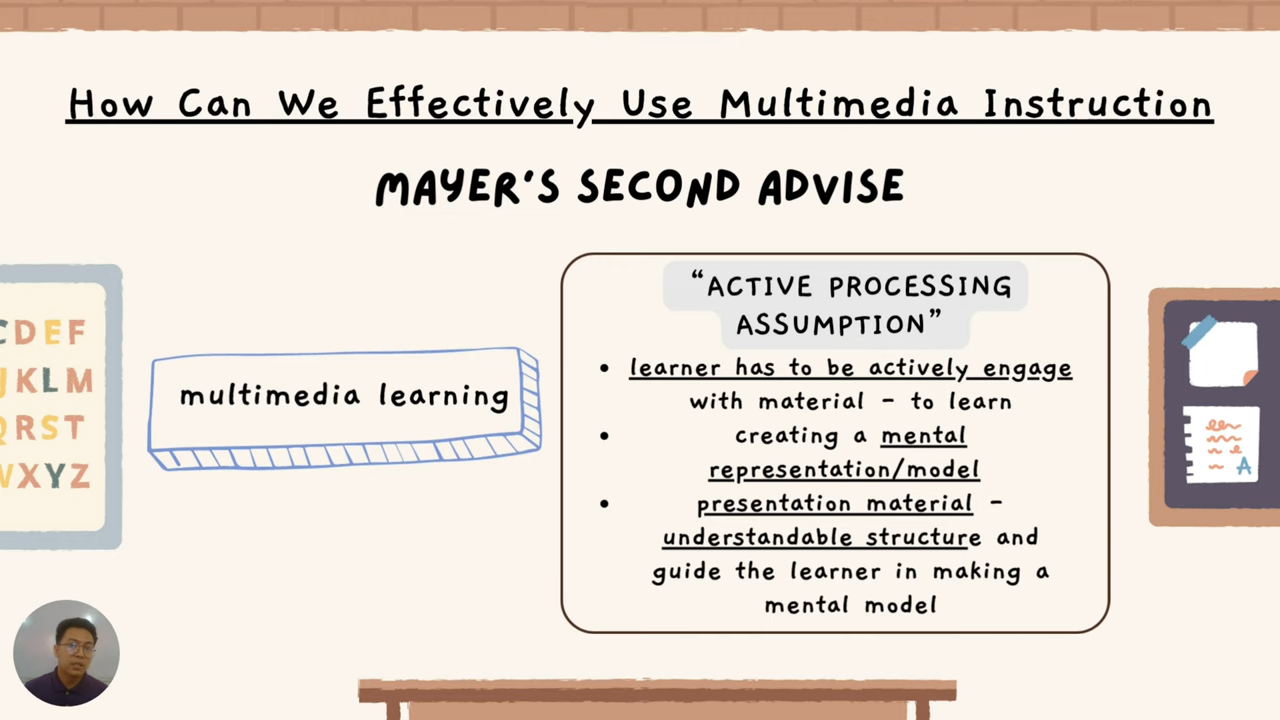 How Can We Effectively Use Multimedia Instruction
MAYER'S SECOND ADVISE
CDEF
JKLM
QRST
WXYZ
multimedia learning
“ACTIVE PROCESSING
ASSUMPTION”
• learner has to be actively engage
with material - to learn
• creating a mental
representation/model
• presentation material -
understandable structure and
guide the learner in making a
mental model
A